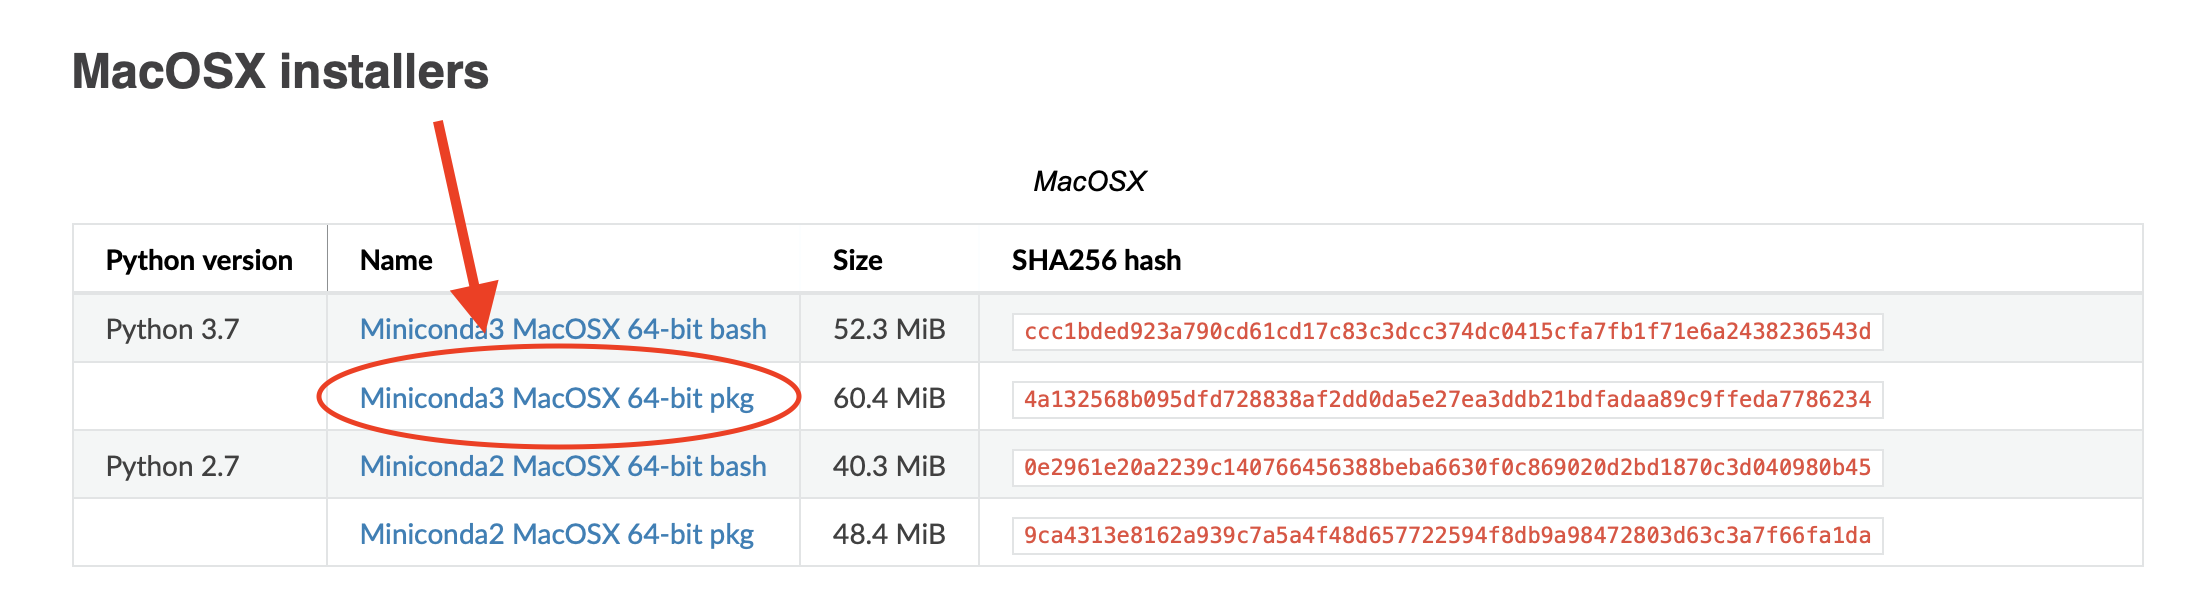 MacOSX installers
MacOSX
Python version Name Size SHA256 hash
Python 3.7 Miniconda3 MacOSX 64-bit bash 52.3 MiB ccc1bded923a790cd61cd17c83c3dcc374dc0415cfa7fb1f71e6a2438236543d
Miniconda3 MacOSX 64-bit pkg 60.4 MiB 4a132568b095dfd728838af2dd0da5e27ea3ddb21bdfadaa89c9ffeda7786234
Python 2.7 Miniconda2 MacOSX 64-bit bash 40.3 MiB 0e2961e20a2239c140766456388beba6630f0c869020d2bd1870c3d040980b45
Miniconda2 MacOSX 64-bit pkg 48.4 MiB 9ca4313e8162a939c7a5a4f48d657722594f8db9a98472803d63c3a7f66fa1da